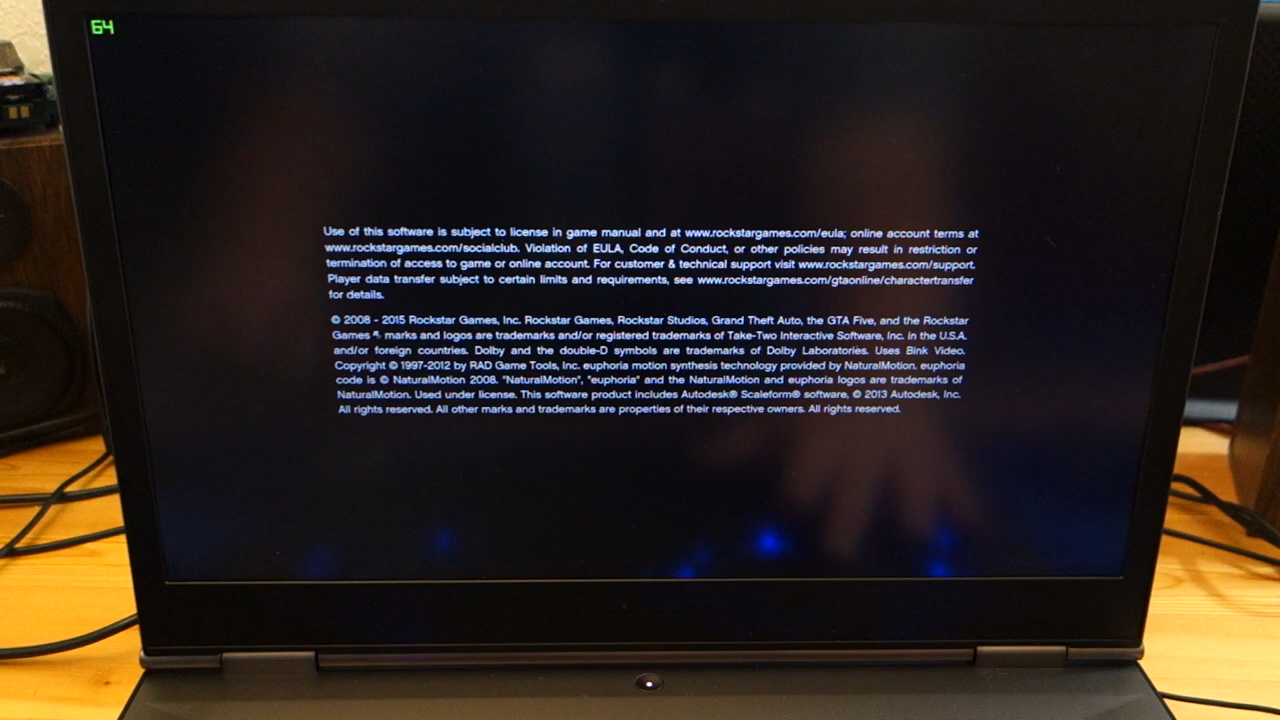 64
Use of this software is subject to license in game manual and at www.rockstargames.com/eula; online account terms at
www.rockstargames.com/socialclub. Violation of EULA, Code of Conduct, or other policies may result in restriction or
termination of access to game or online account. For customer & technical support visit www.rockstargames.com/support.
Player data transfer subject to certain limits and requirements, see www.rockstargames.com/gtaonline/charactertransfer
for details.
© 2008 - 2015 Rockstar Games, Inc. Rockstar Games, Rockstar Studios, Grand Theft Auto, the GTA Five, and the Rockstar
Games R* marks and logos are trademarks and/or registered trademarks of Take-Two Interactive Software, Inc. in the U.S.A.
and/or foreign countries. Dolby and the double-D symbols are trademarks of Dolby Laboratories. Uses Bink Video.
Copyright © 1997-2012 by RAD Game Tools, Inc. euphoria motion synthesis technology provided by NaturalMotion. euphoria
code is © NaturalMotion 2008. "NaturalMotion", "euphoria" and the NaturalMotion and euphoria logos are trademarks of
NaturalMotion. Used under license. This software product includes Autodesk® Scaleform® software, © 2013 Autodesk, Inc.
All rights reserved. All other marks and trademarks are properties of their respective owners. All rights reserved.